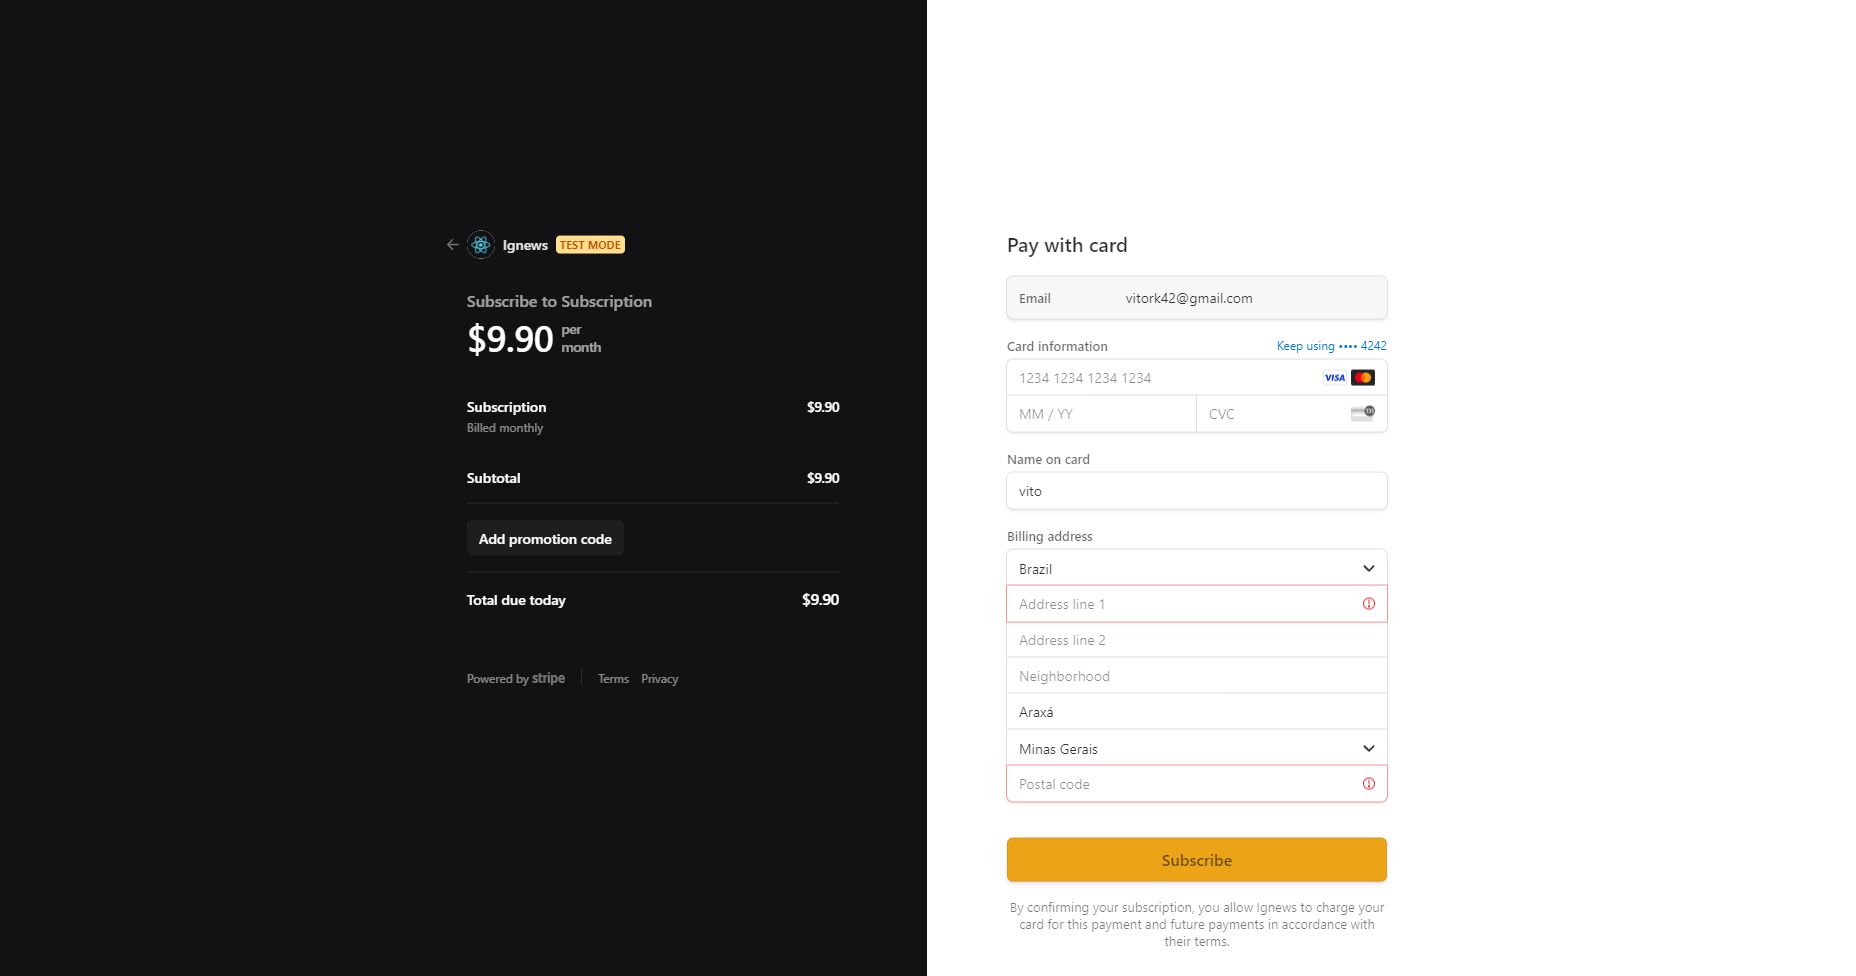 Ignews TEST MODE
Subscribe to Subscription
$9.90 per
month
Subscription $9.90
Billed monthly
Subtotal $9.90
Add promotion code
Total due today $9.90
Powered by stripe Terms Privacy
Pay with card
Email vitork42@gmail.com
Card information Keep using •••• 4242
1234 1234 1234 1234 VISA
MM / YY CVC
Name on card
vito
Billing address
Brazil
Address line 1
Address line 2
Neighborhood
Araxá
Minas Gerais
Postal code
Subscribe
By confirming your subscription, you allow Ignews to charge your
card for this payment and future payments in accordance with
their terms.